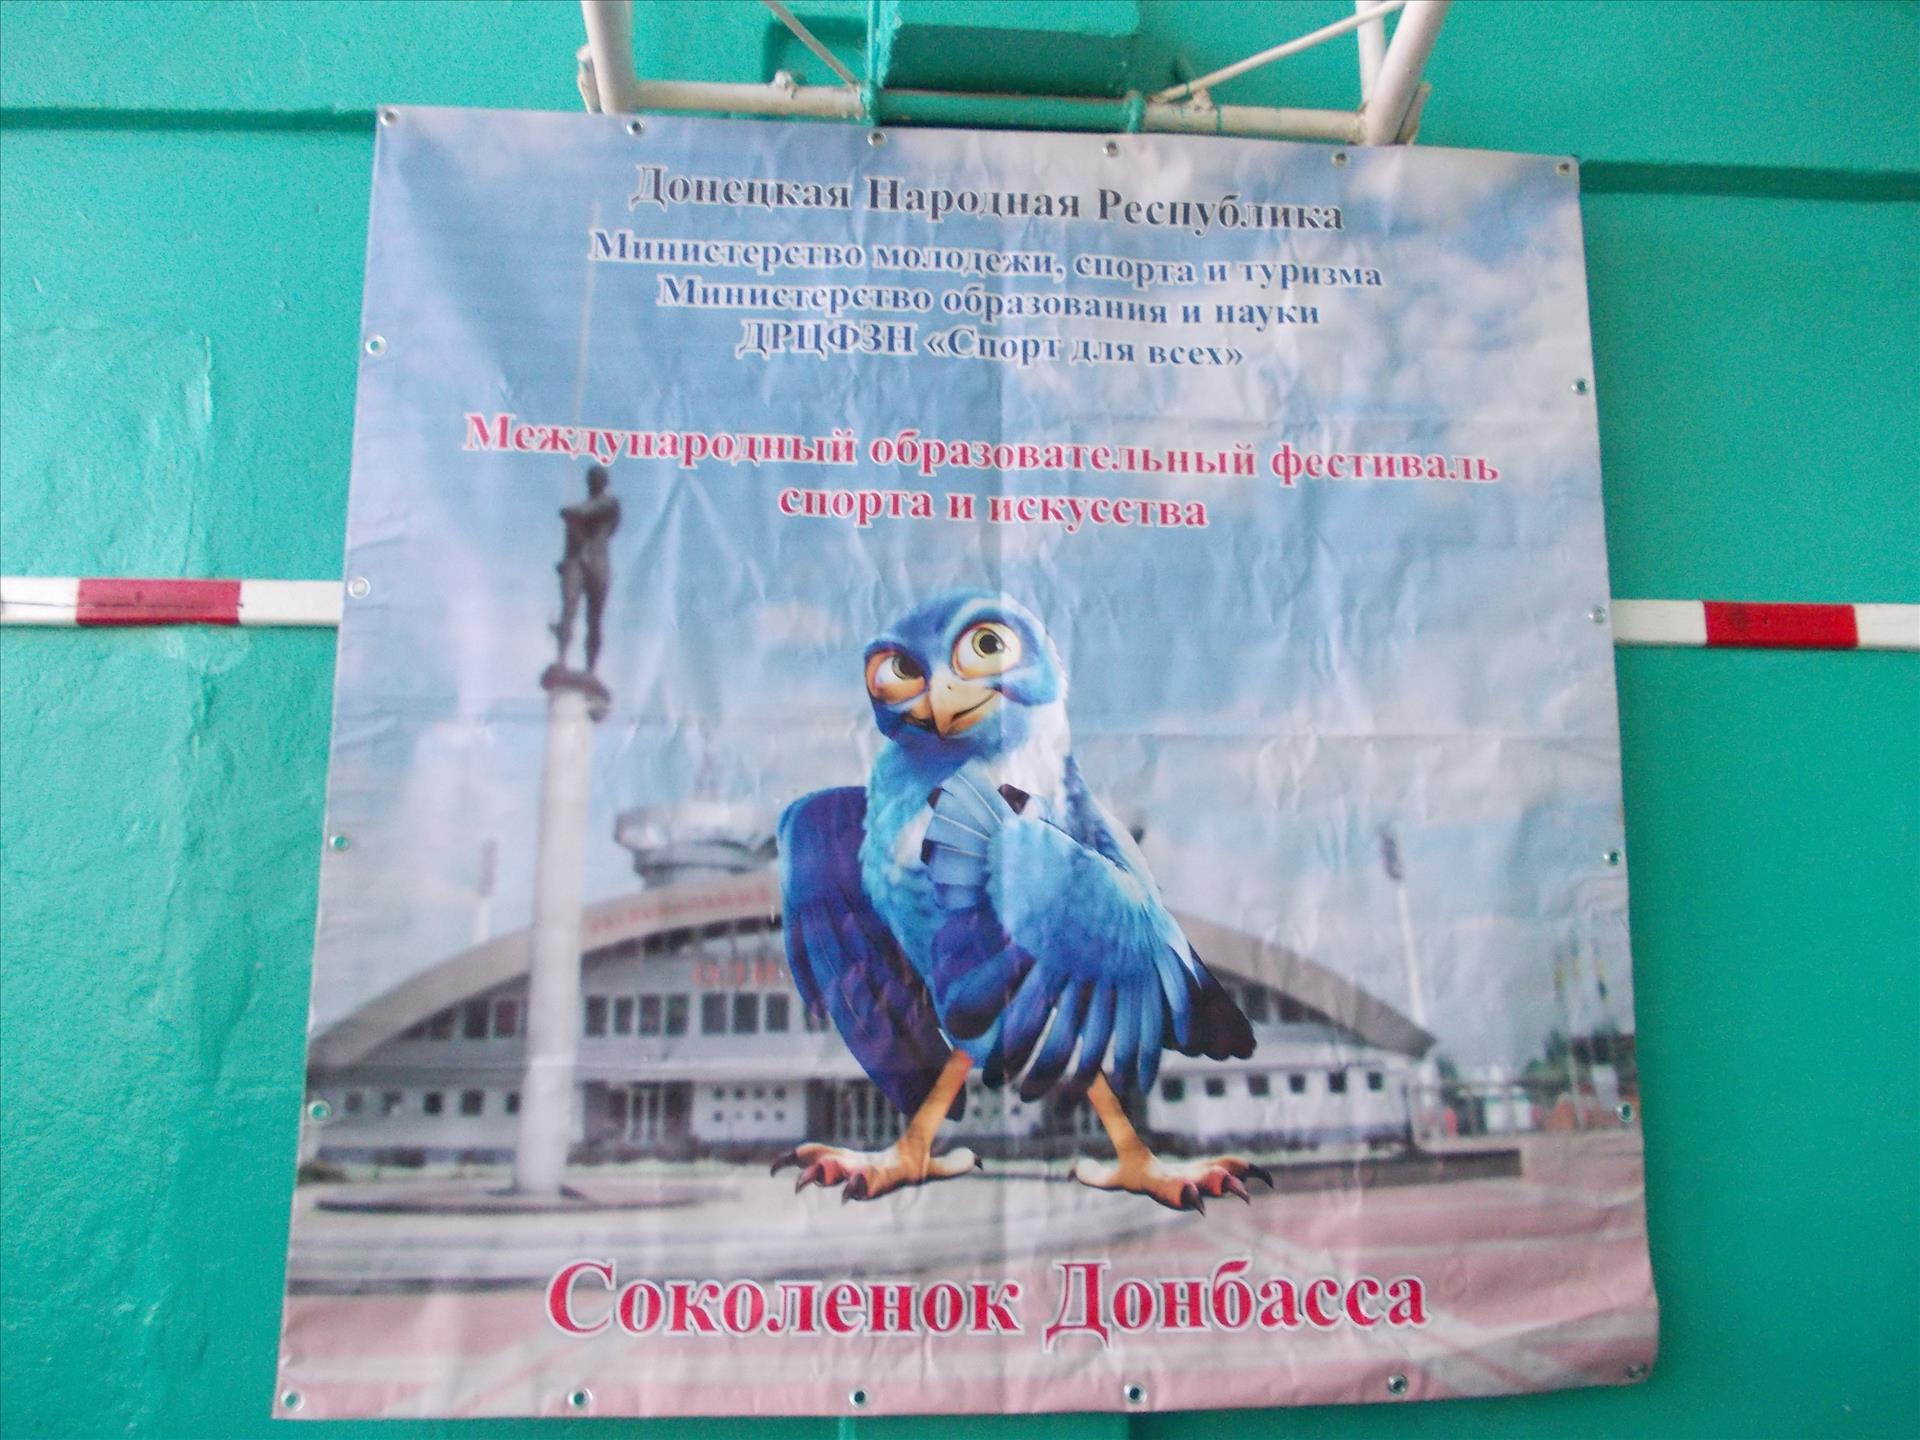 Донецкая Народная Республика
Министерство молодежи, спорта и туризма
Министерство образования и науки
ДРЦФЗН «Спорт для всех»
Международный образовательный фестиваль
спорта и искусства
Соколенок Донбасса